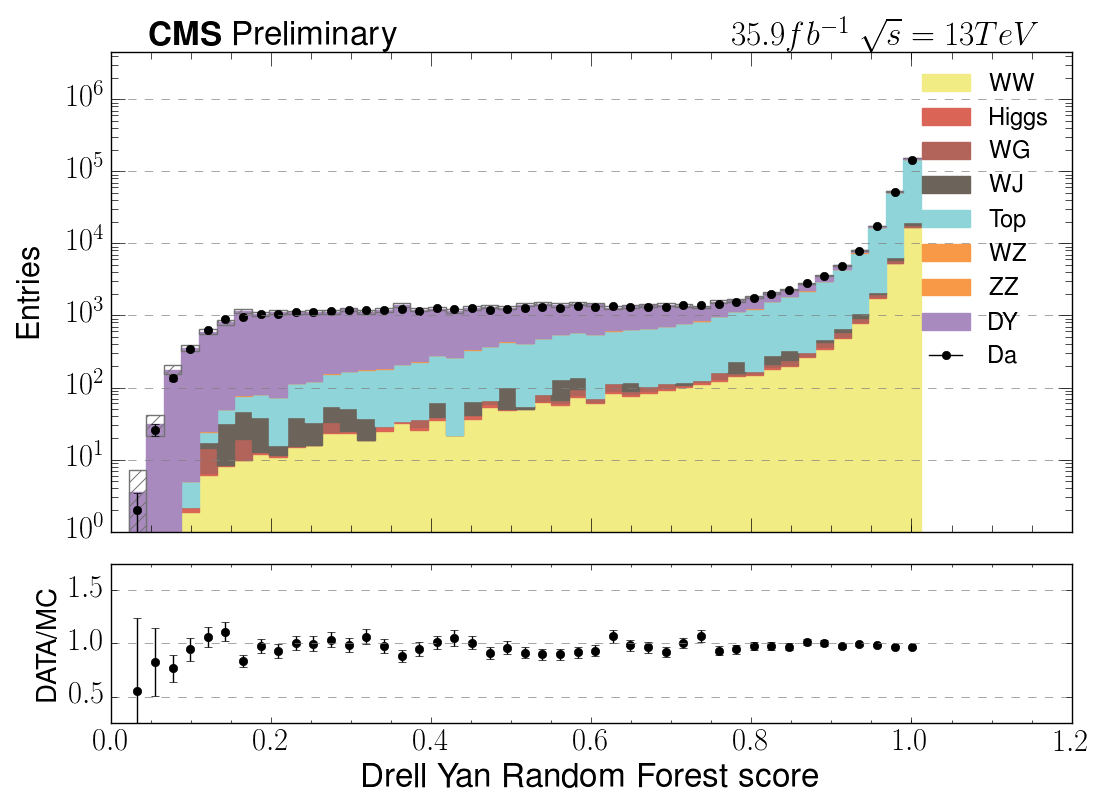 CMS Preliminary 35.9fb⁻¹ √s = 13TeV
10⁶
10⁵
10⁴
10³
10²
10¹
10⁰
Entries
WW
Higgs
WG
WJ
Top
WZ
ZZ
DY
Da
1.5
1.0
0.5
DATA/MC
0.0 0.2 0.4 0.6 0.8 1.0 1.2
Drell Yan Random Forest score